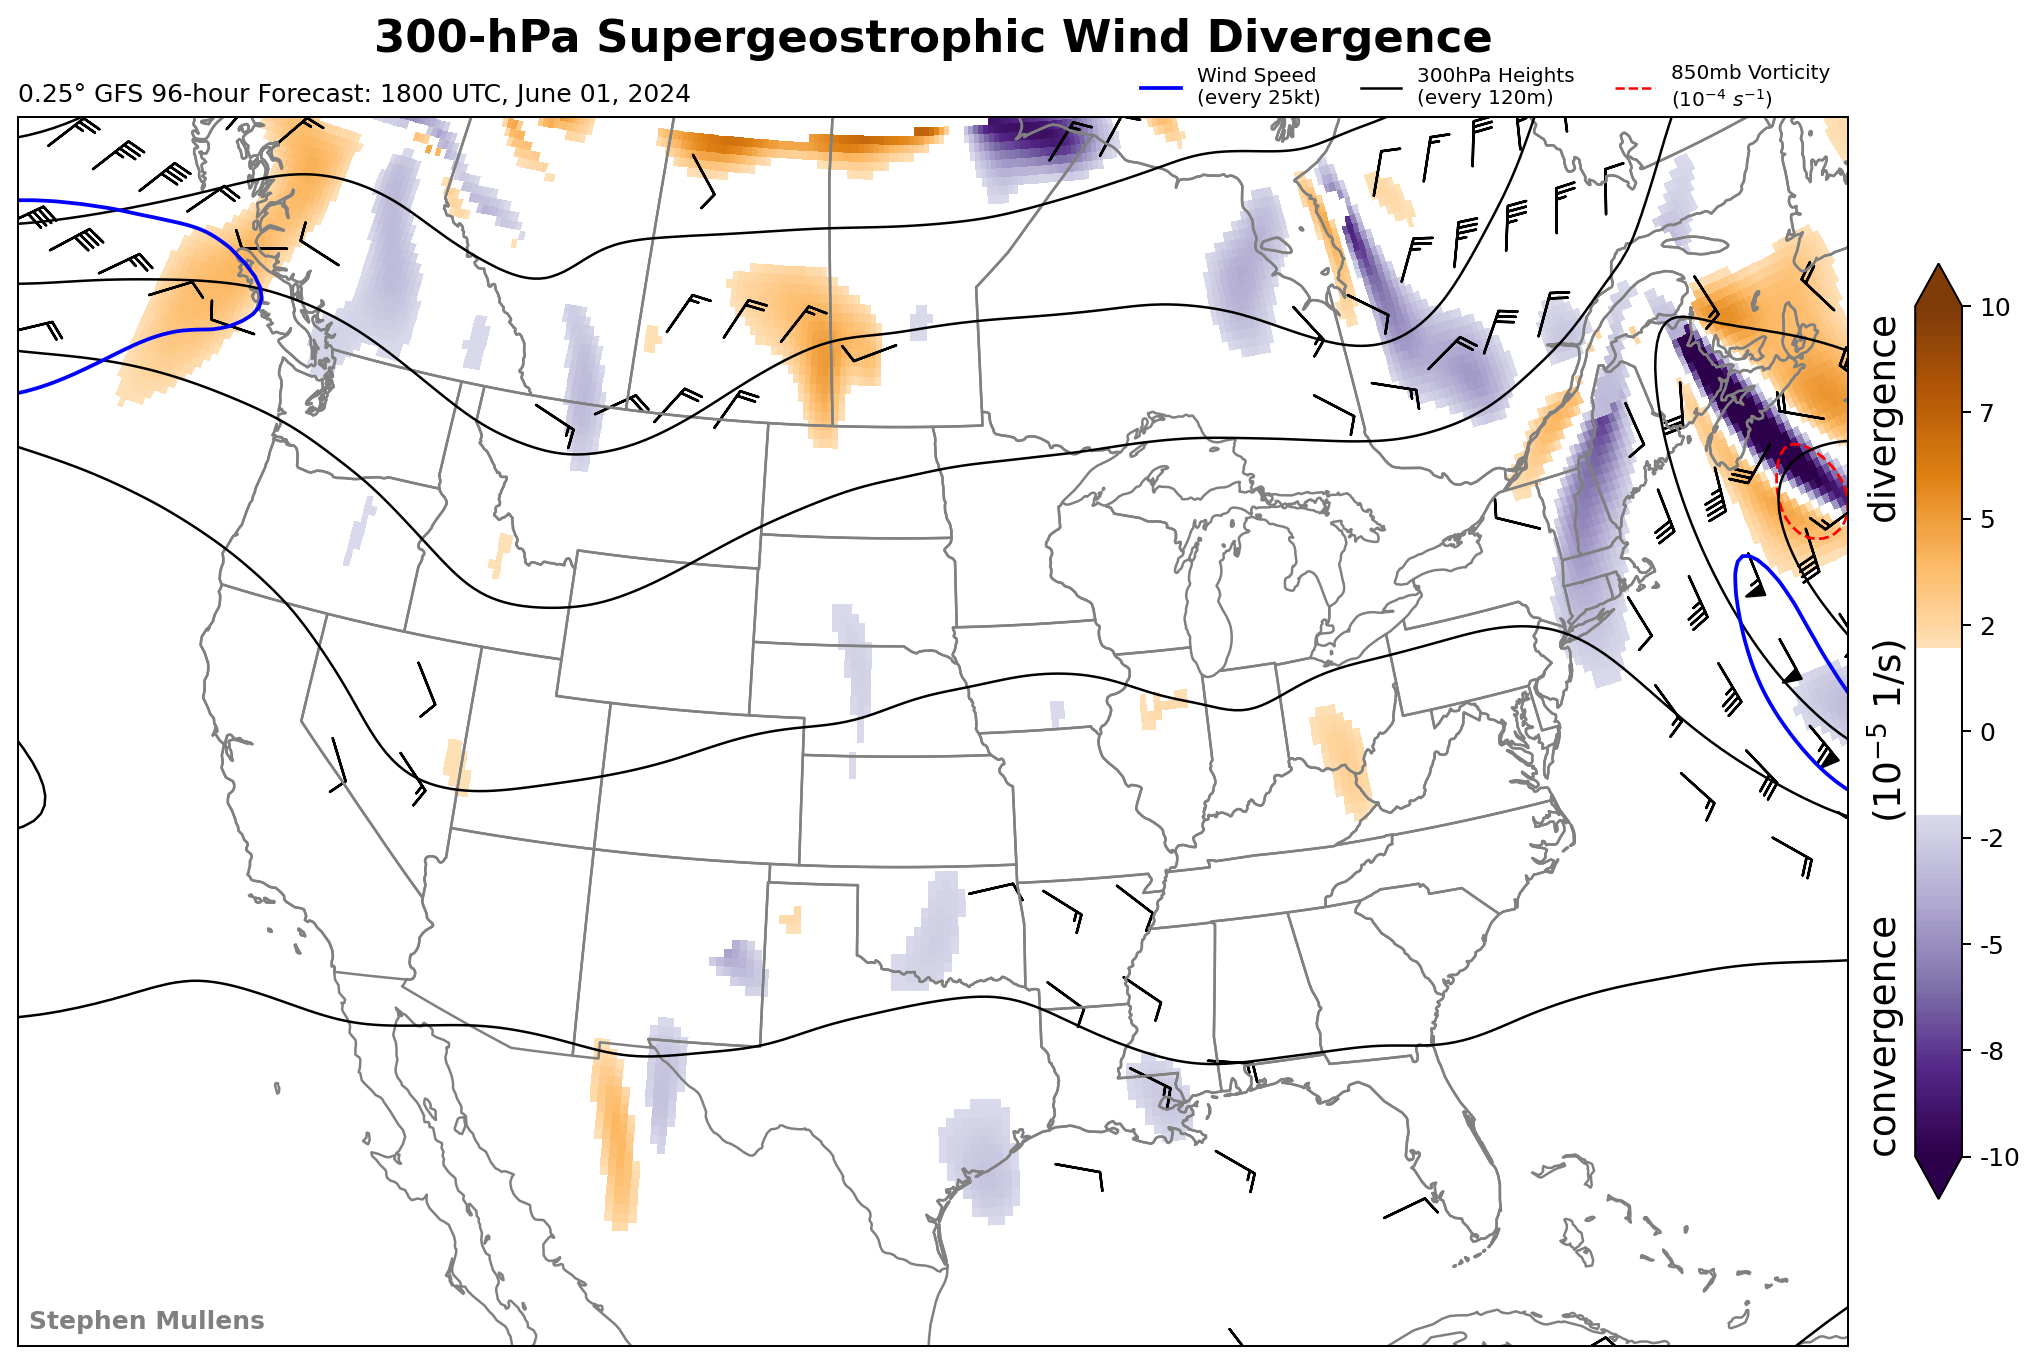 300-hPa Supergeostrophic Wind Divergence
0.25° GFS 96-hour Forecast: 1800 UTC, June 01, 2024
Wind Speed
(every 25kt)
300hPa Heights
(every 120m)
850mb Vorticity
(10⁻⁴ s⁻¹)
10
7
5
2
0
-2
-5
-8
-10
convergence (10⁻⁵ 1/s) divergence
Stephen Mullens